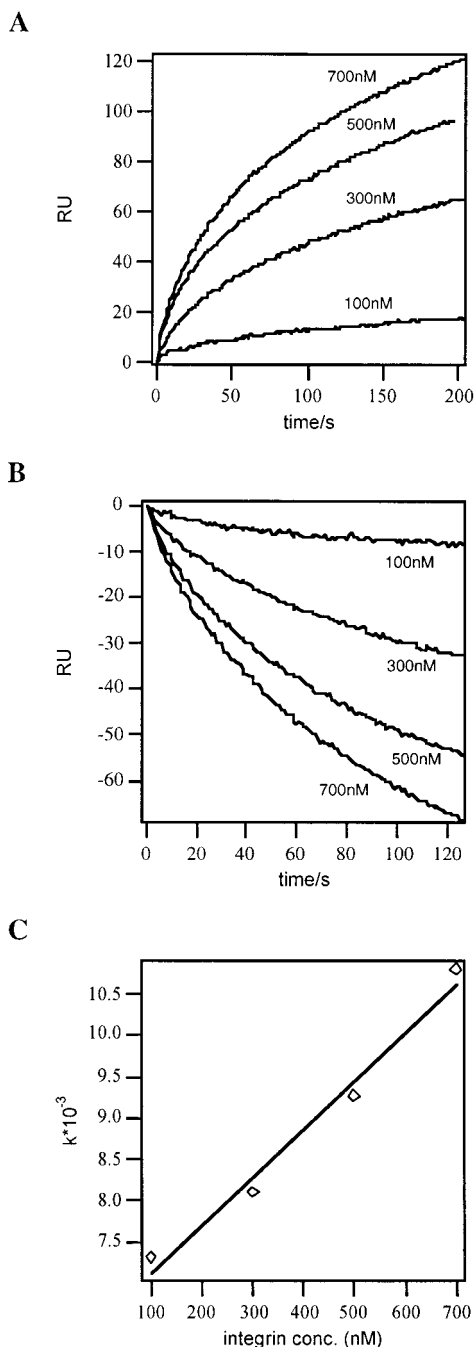 A
120
100
80
60
40
20
0
RU
700nM
500nM
300nM
100nM
0 50 100 150 200
time/s
B
0
-10
-20
-30
-40
-50
-60
RU
100nM
300nM
500nM
700nM
0 20 40 60 80 100 120
time/s
C
10.5
10.0
9.5
9.0
8.5
8.0
7.5
k*10-3
100 200 300 400 500 600 700
integrin conc. (nM)